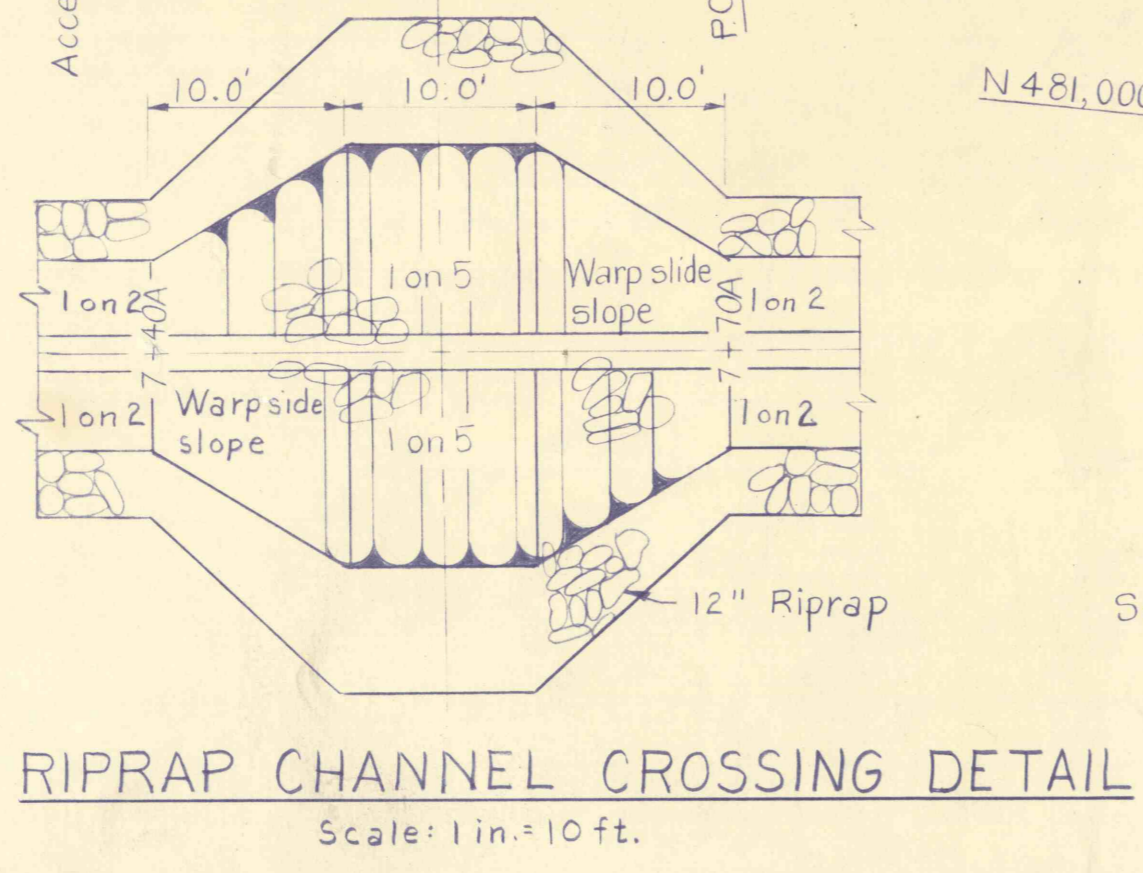 Acce
PO
10.0'
10.0'
10.0'
N 481,000
1 on 2
7+40A
1 on 5
Warp slide
slope
7+70A
1 on 2
1 on 2
Warp side
slope
1 on 5
1 on 2
12" Riprap
S
RIPRAP CHANNEL CROSSING DETAIL
Scale: 1 in.= 10 ft.